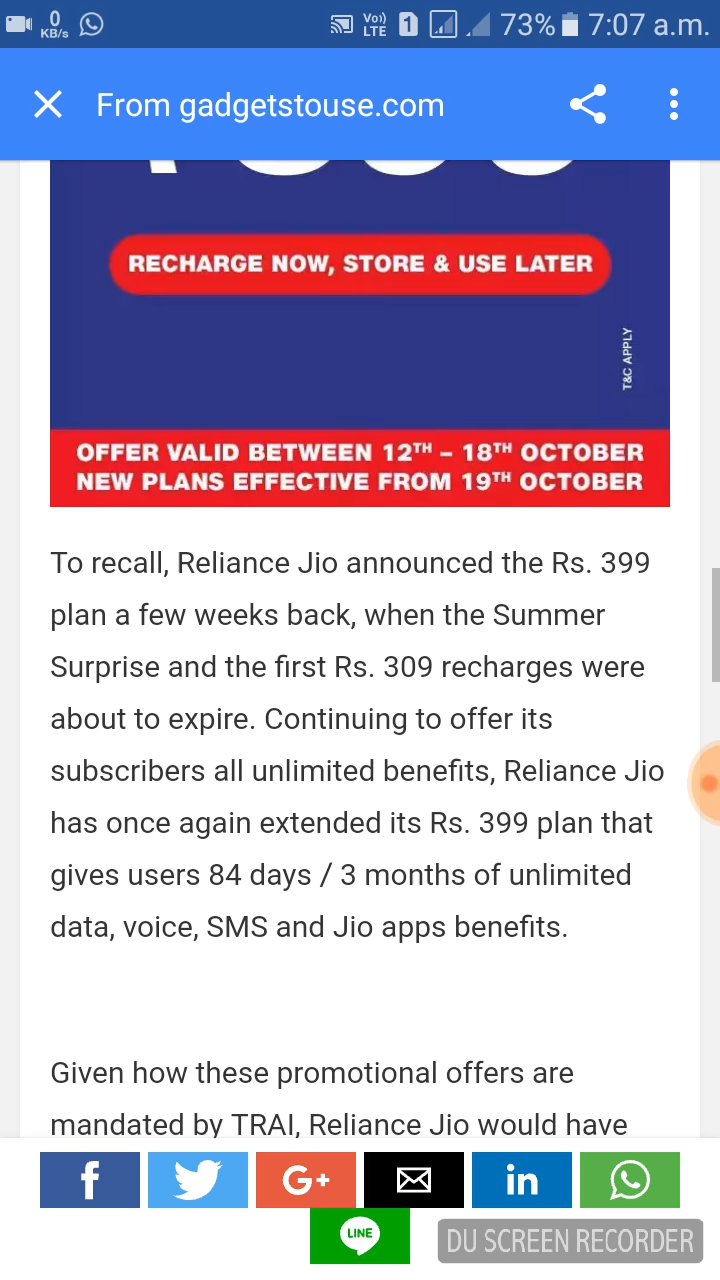 0
KB/s
Vo))
LTE
1
73%
7:07 a.m.
From gadgetstouse.com
RECHARGE NOW, STORE & USE LATER
T&C APPLY
OFFER VALID BETWEEN 12TH – 18TH OCTOBER
NEW PLANS EFFECTIVE FROM 19TH OCTOBER
To recall, Reliance Jio announced the Rs. 399
plan a few weeks back, when the Summer
Surprise and the first Rs. 309 recharges were
about to expire. Continuing to offer its
subscribers all unlimited benefits, Reliance Jio
has once again extended its Rs. 399 plan that
gives users 84 days / 3 months of unlimited
data, voice, SMS and Jio apps benefits.
Given how these promotional offers are
mandated by TRAI, Reliance Jio would have
f
G+
in
LINE
DU SCREEN RECORDER